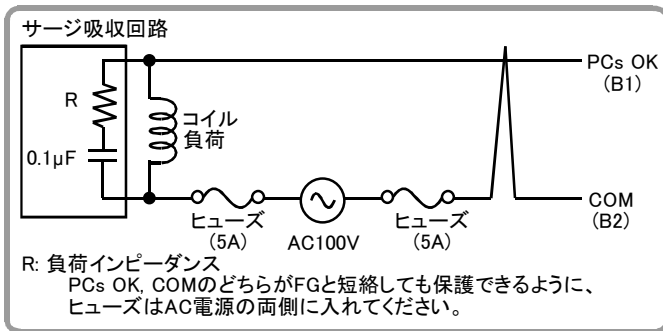 サージ吸収回路
PCs OK
(B1)
R
コイル
負荷
0.1μF
COM
(B2)
ヒューズ
(5A)
AC100V
ヒューズ
(5A)
R: 負荷インピーダンス
PCs OK, COMのどちらがFGと短絡しても保護できるように、
ヒューズはAC電源の両側に入れてください。